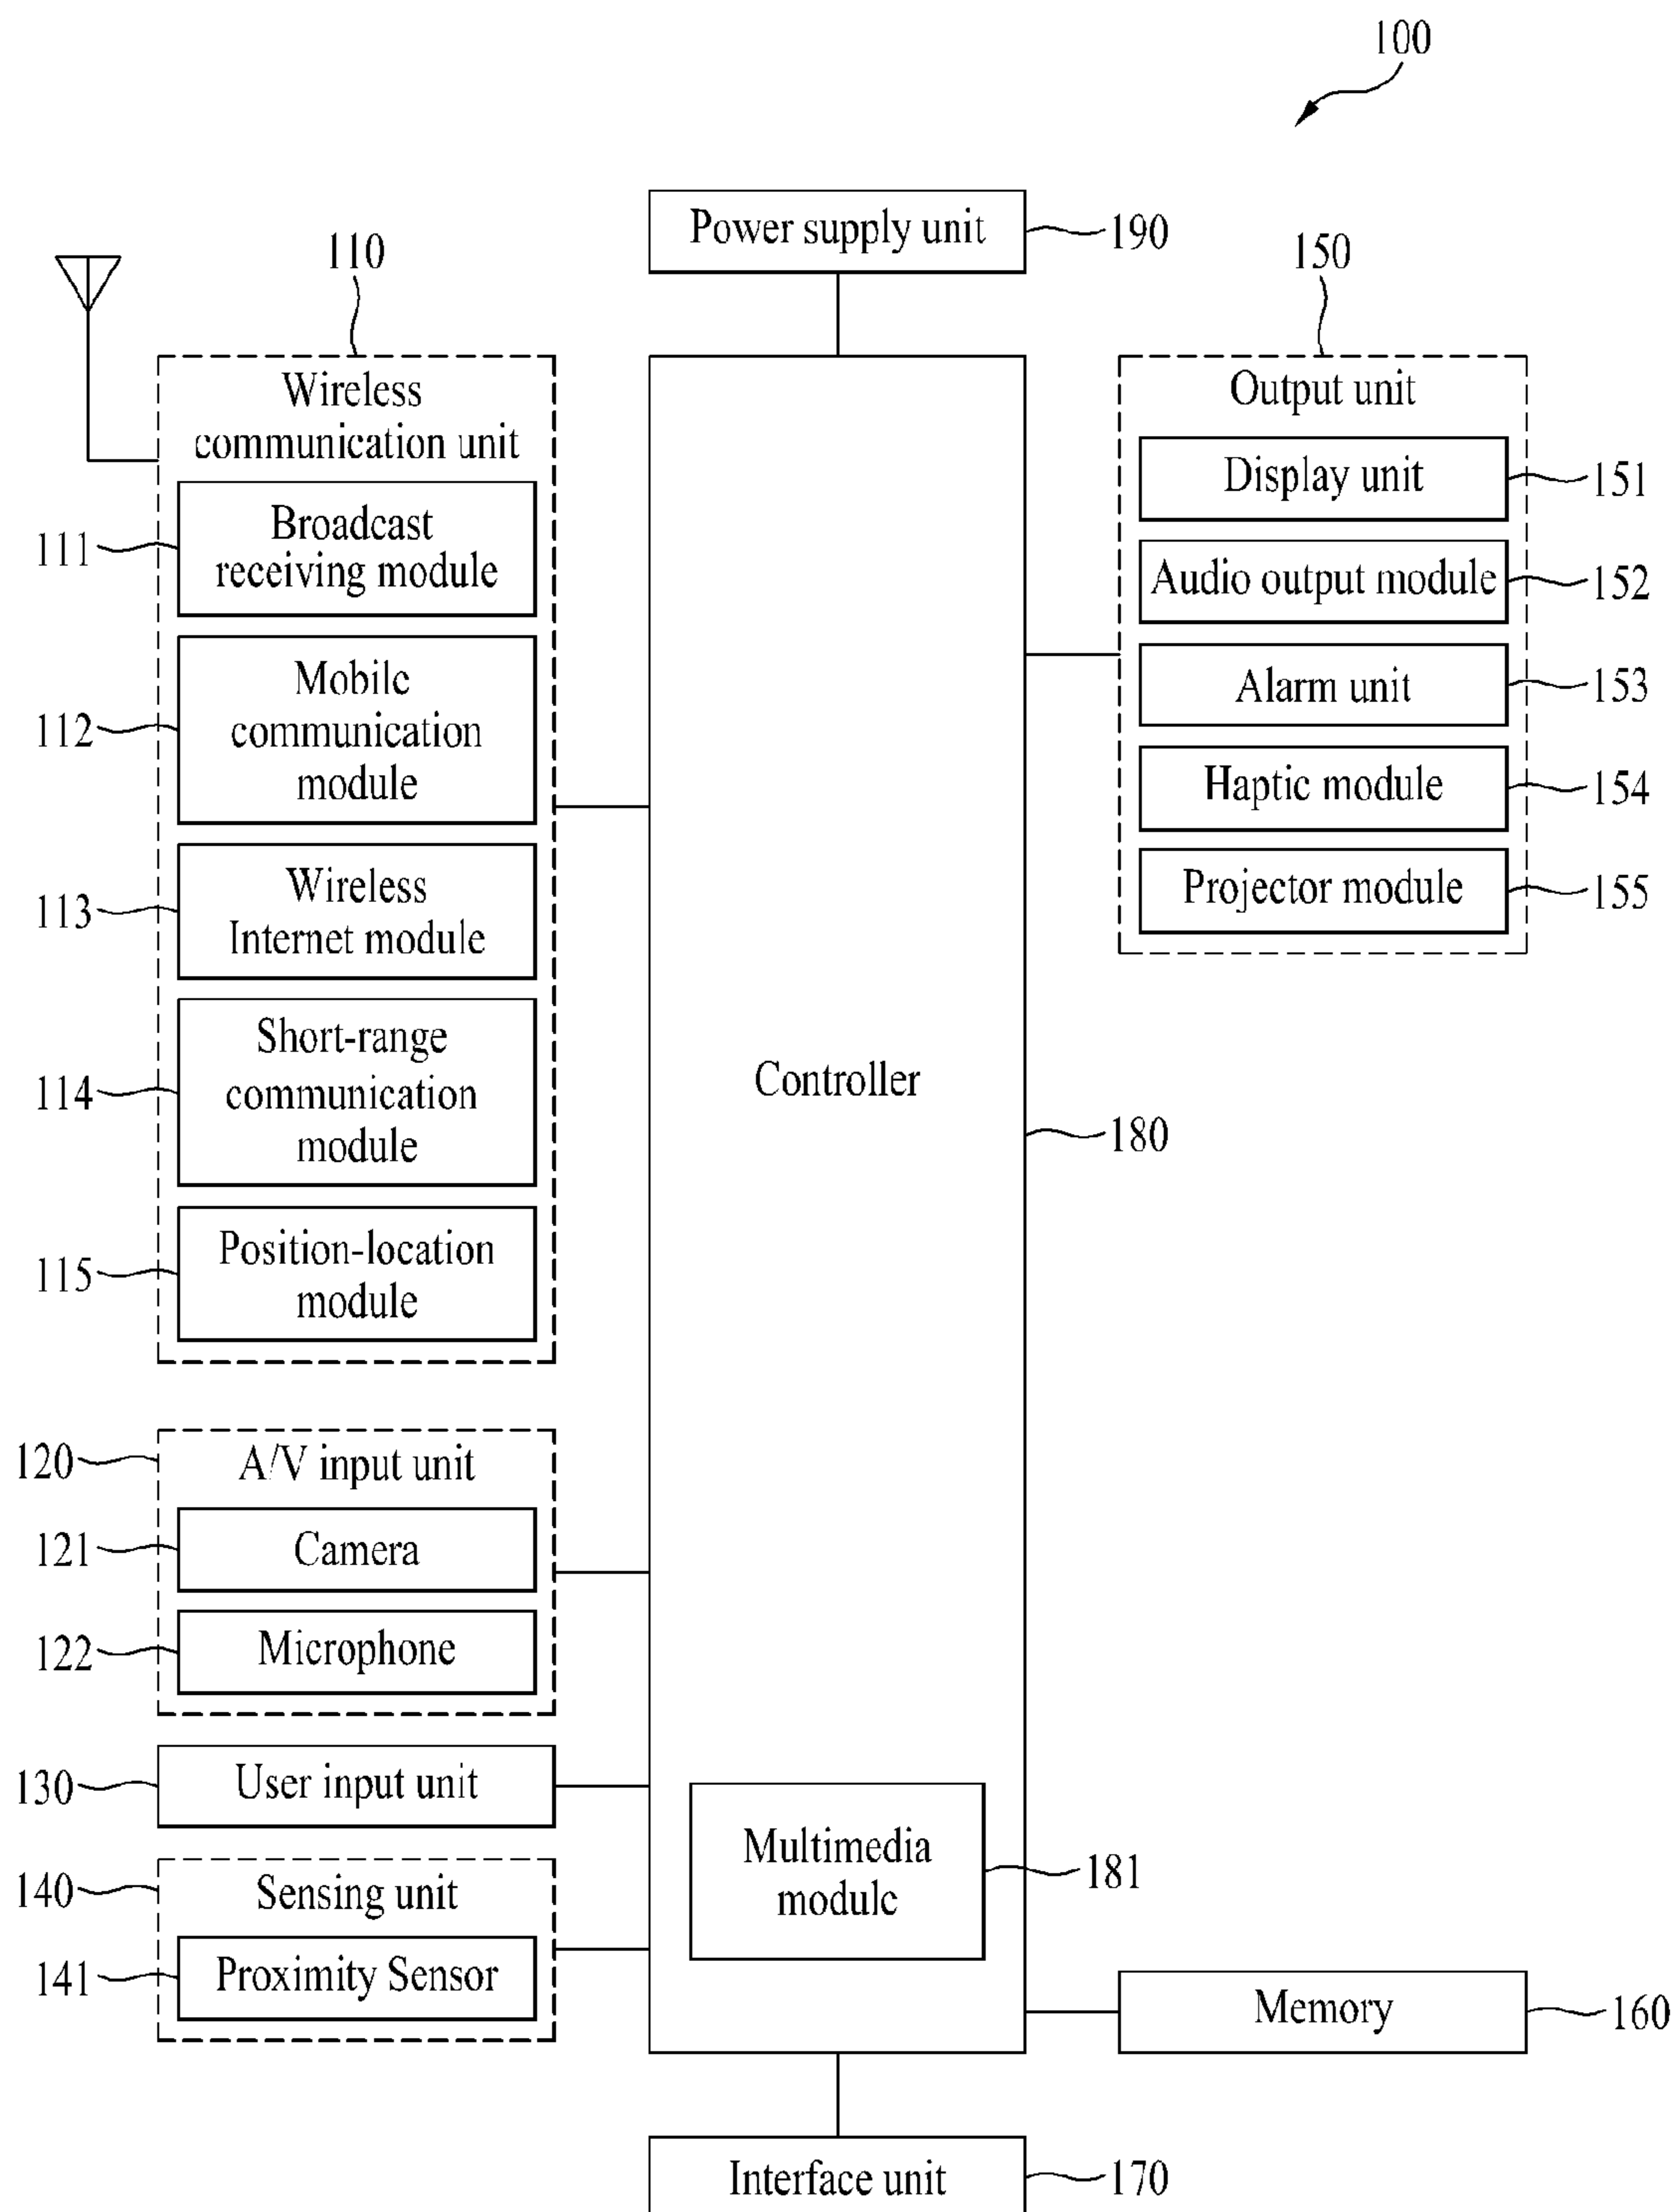 100
Power supply unit
190
110
150
Wireless
communication unit
Broadcast
receiving module
111
Mobile
communication
module
112
Wireless
Internet module
113
Short-range
communication
module
114
Position-location
module
115
A/V input unit
120
Camera
121
Microphone
122
User input unit
130
Sensing unit
140
Proximity Sensor
141
Controller
180
Multimedia
module
181
Output unit
Display unit
151
Audio output module
152
Alarm unit
153
Haptic module
154
Projector module
155
Memory
160
Interface unit
170